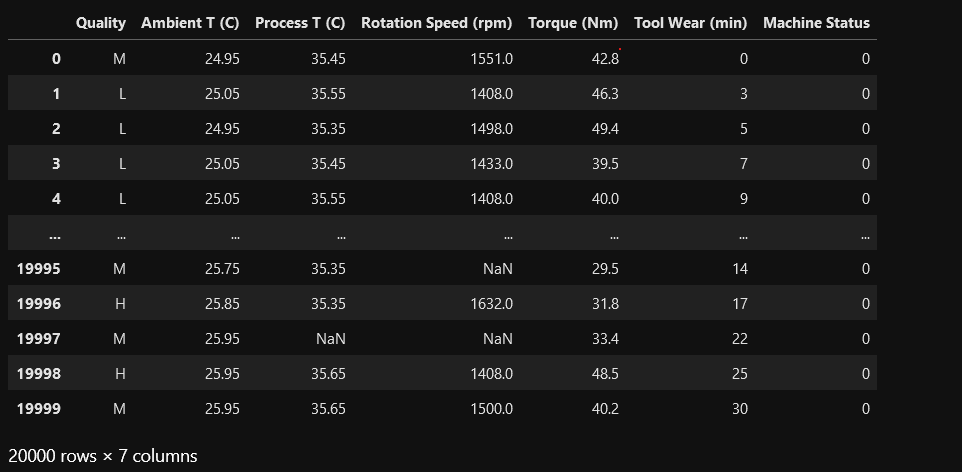 Quality Ambient T (C) Process T (C) Rotation Speed (rpm) Torque (Nm) Tool Wear (min) Machine Status
0 M 24.95 35.45 1551.0 42.8 0 0
1 L 25.05 35.55 1408.0 46.3 3 0
2 L 24.95 35.35 1498.0 49.4 5 0
3 L 25.05 35.45 1433.0 39.5 7 0
4 L 25.05 35.55 1408.0 40.0 9 0
... ... ... ... ... ... ... ...
19995 M 25.75 35.35 NaN 29.5 14 0
19996 H 25.85 35.35 1632.0 31.8 17 0
19997 M 25.95 NaN NaN 33.4 22 0
19998 H 25.95 35.65 1408.0 48.5 25 0
19999 M 25.95 35.65 1500.0 40.2 30 0
20000 rows × 7 columns